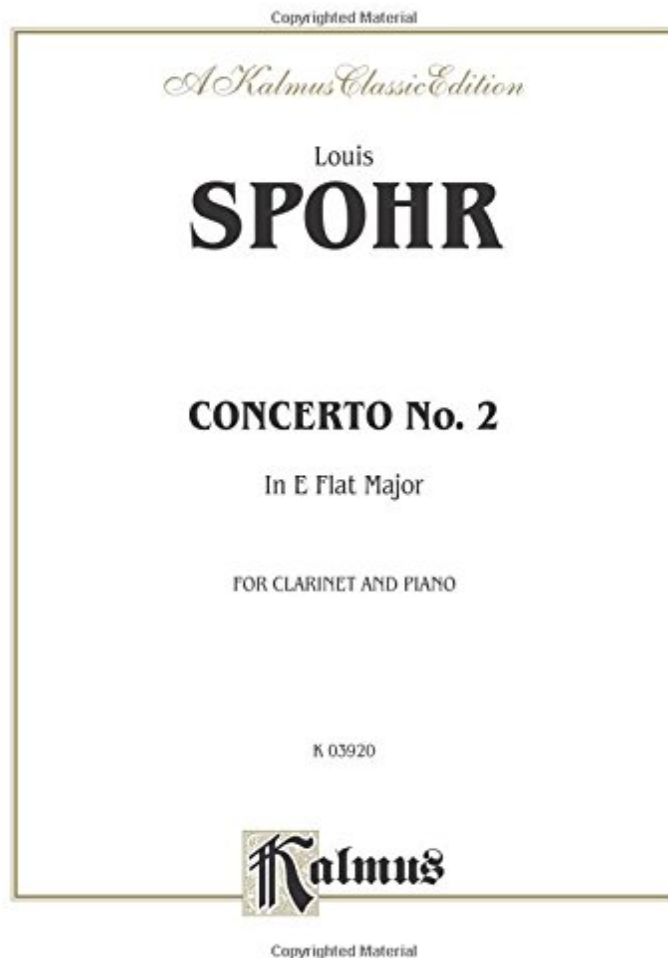 Copyrighted Material
A Kalmus Classic Edition
Louis
SPOHR
CONCERTO No. 2
In E Flat Major
FOR CLARINET AND PIANO
K 03920
Kalmus
Copyrighted Material